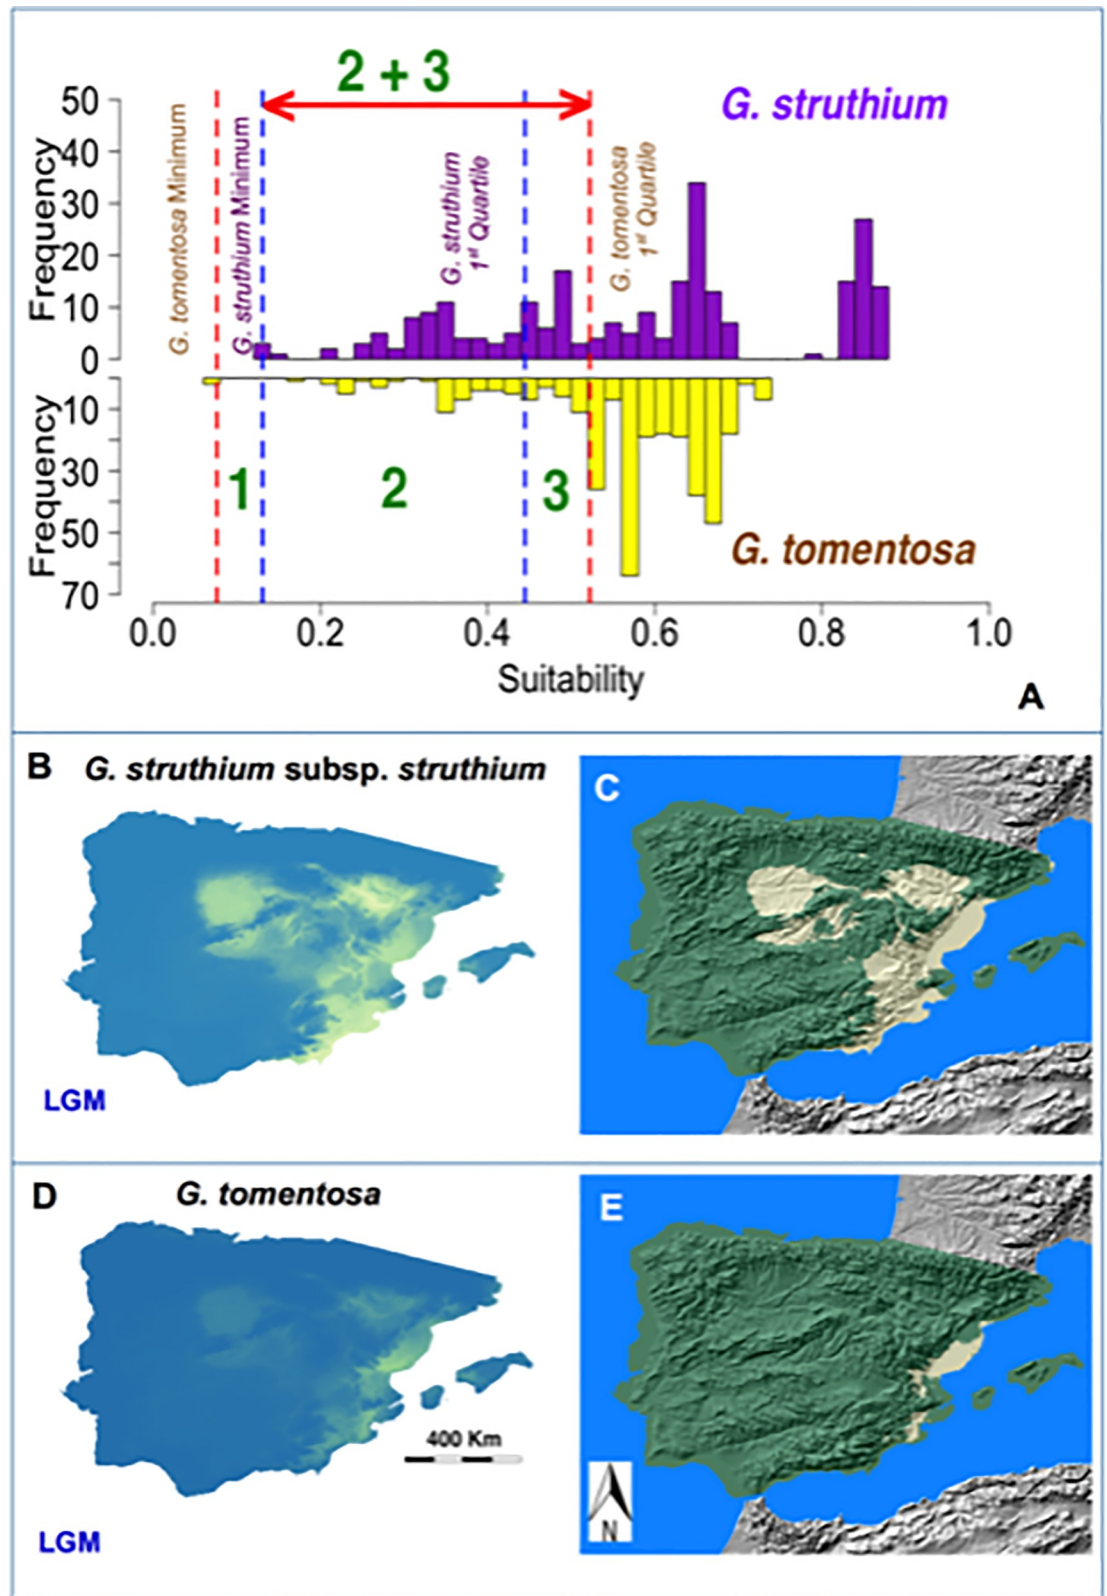 2 + 3
G. struthium
Frequency
50
40
30
20
10
0
G. tomentosa Minimum
G. struthium Minimum
G. struthium
1st Quartile
G. tomentosa
1st Quartile
Frequency
10
30
50
70
1
2
3
G. tomentosa
0.0 0.2 0.4 0.6 0.8 1.0
Suitability
A
B G. struthium subsp. struthium
LGM
C
D G. tomentosa
400 Km
LGM
E
N